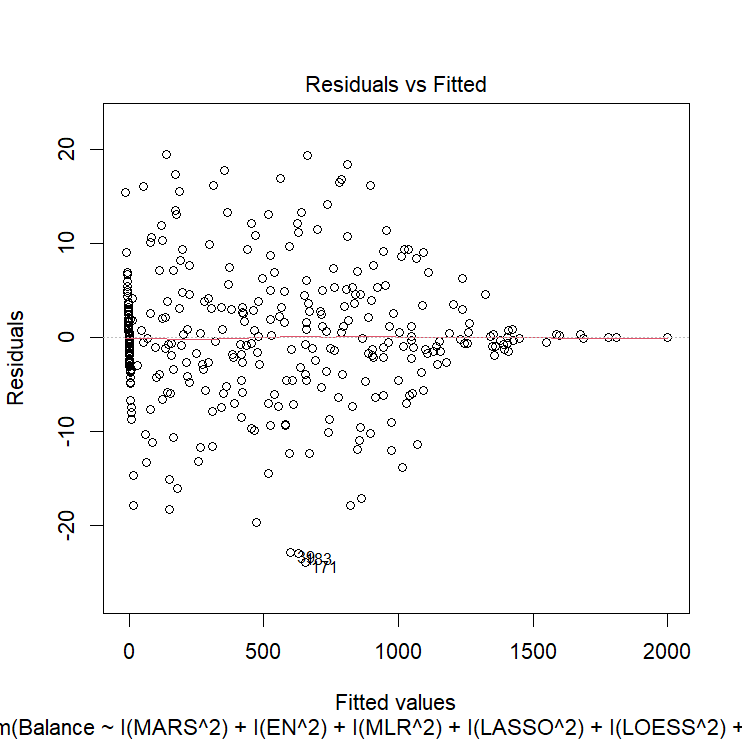 Residuals vs Fitted
Residuals
20
10
0
-10
-20
171
0
500
1000
1500
2000
Fitted values
m(Balance ~ I(MARS^2) + I(EN^2) + I(MLR^2) + I(LASSO^2) + I(LOESS^2) +